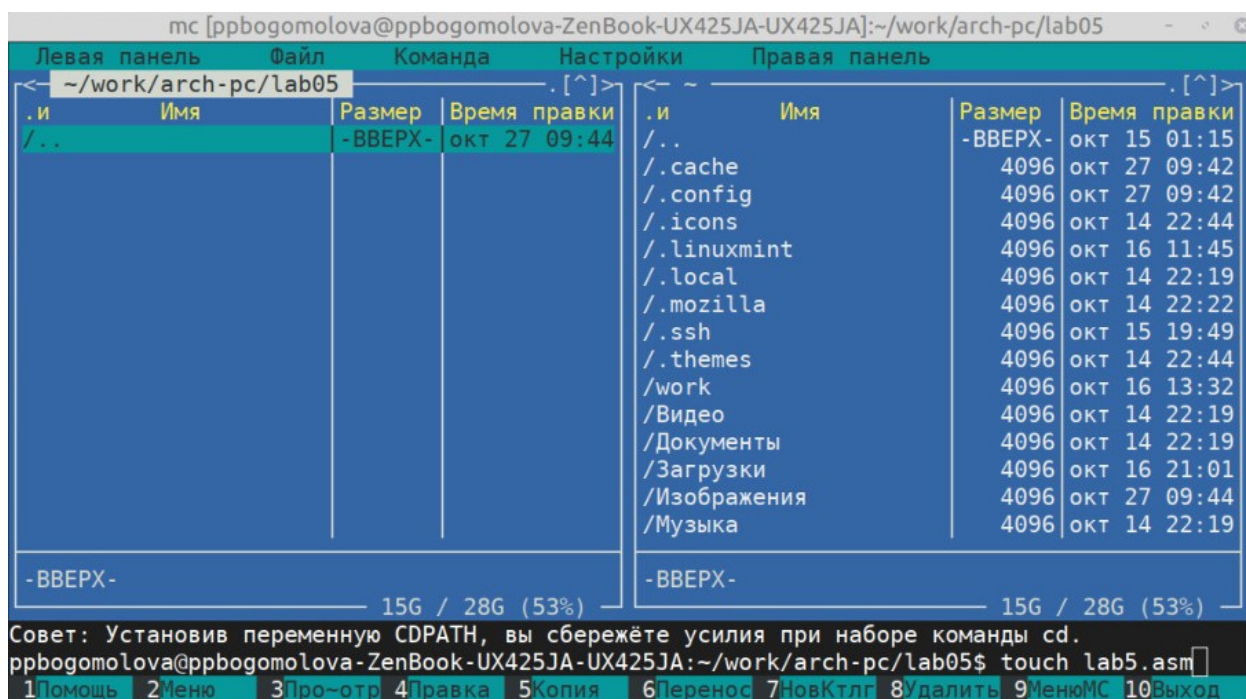 mc [ppbogomolova@ppbogomolova-ZenBook-UX425JA-UX425JA]:~/work/arch-pc/lab05
Левая панель Файл Команда Настройки Правая панель
<─ ~/work/arch-pc/lab05 .[^]> <─ ~ .[^]>
.и Имя Размер Время правки .и Имя Размер Время правки
/.. -ВВЕРХ- окт 27 09:44 /.. -ВВЕРХ- окт 15 01:15
/.cache 4096 окт 27 09:42
/.config 4096 окт 27 09:42
/.icons 4096 окт 14 22:44
/.linuxmint 4096 окт 16 11:45
/.local 4096 окт 14 22:19
/.mozilla 4096 окт 14 22:22
/.ssh 4096 окт 15 19:49
/.themes 4096 окт 14 22:44
/work 4096 окт 16 13:32
/Видео 4096 окт 14 22:19
/Документы 4096 окт 14 22:19
/Загрузки 4096 окт 16 21:01
/Изображения 4096 окт 27 09:44
/Музыка 4096 окт 14 22:19
-ВВЕРХ- -ВВЕРХ-
15G / 28G (53%) 15G / 28G (53%)
Совет: Установив переменную CDPATH, вы сбережёте усилия при наборе команды cd.
ppbogomolova@ppbogomolova-ZenBook-UX425JA-UX425JA:~/work/arch-pc/lab05$ touch lab5.asm
1Помощь 2Меню 3Про~отр 4Правка 5Копия 6Перенос 7НовКтлг 8Удалить 9МенюМС 10Выход